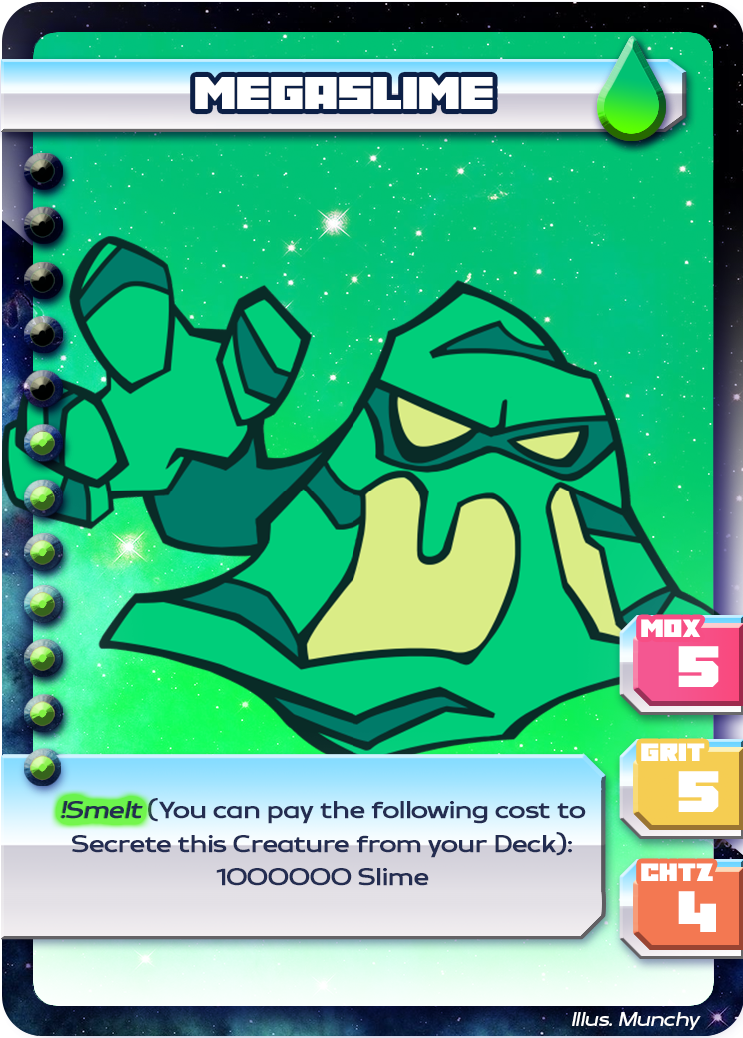 MEGASLIME
MOX
5
GRIT
5
CHTZ
4
!Smelt (You can pay the following cost to
Secrete this Creature from your Deck):
1000000 Slime
Illus. Munchy